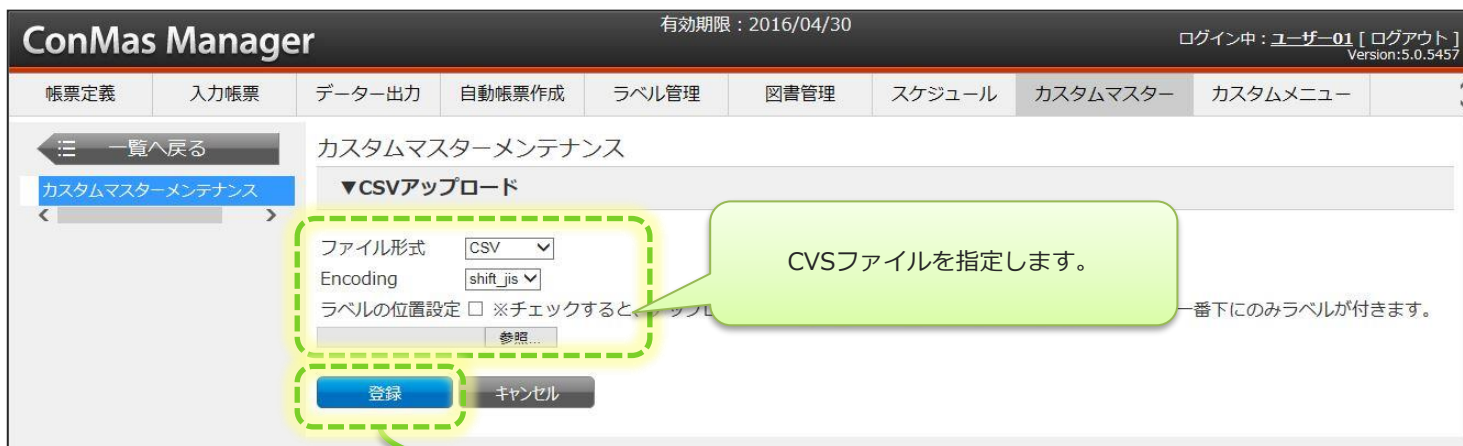 有効期限：2016/04/30
ConMas Manager
ログイン中：ユーザー01 [ ログアウト ]
Version:5.0.5457
帳票定義 入力帳票 データー出力 自動帳票作成 ラベル管理 図書管理 スケジュール カスタムマスター カスタムメニュー
一覧へ戻る
カスタムマスターメンテナンス
カスタムマスターメンテナンス
▼CSVアップロード
ファイル形式 CSV
Encoding shift_jis
ラベルの位置設定 ※チェックすると、 一番下にのみラベルが付きます。
参照...
登録 キャンセル
CVSファイルを指定します。